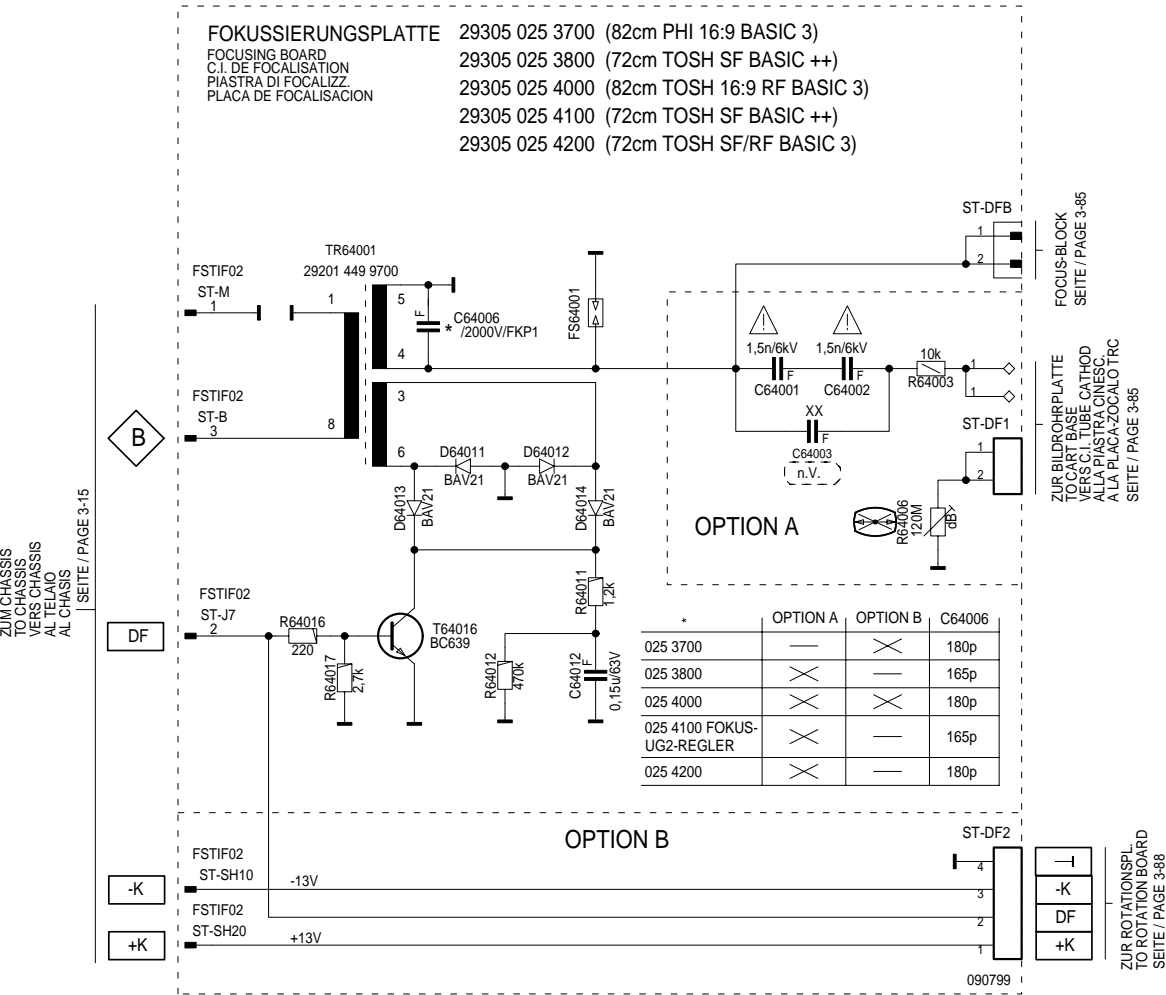 FOKUSSIERUNGSPLATTE
FOCUSING BOARD
C.I. DE FOCALISATION
PIASTRA DI FOCALIZZ.
PLACA DE FOCALISACION
29305 025 3700 (82cm PHI 16:9 BASIC 3)
29305 025 3800 (72cm TOSH SF BASIC ++)
29305 025 4000 (82cm TOSH 16:9 RF BASIC 3)
29305 025 4100 (72cm TOSH SF BASIC ++)
29305 025 4200 (72cm TOSH SF/RF BASIC 3)
ST-DFB
1
2
FOCUS-BLOCK
SEITE / PAGE 3-85
TR64001
29201 449 9700
FSTIF02
ST-M
1
1
5
F
C64006
* /2000V/FKP1
4
FS64001
1,5n/6kV
F
C64001
1,5n/6kV
F
C64002
10k
R64003
1
1
XX
F
C64003
n.V.
ZUR BILDROHRPLATTE
TO CART BASE
VERS C.I. TUBE CATHOD
ALLA PIASTRA CINESC.
A LA PLACA-ZOCALO TRC
SEITE / PAGE 3-85
FSTIF02
ST-B
3
B
8
3
6
D64011
BAV21
D64012
BAV21
D64013
BAV21
D64014
BAV21
ST-DF1
1
2
R64006
120M
dB
OPTION A
ZUM CHASSIS
TO CHASSIS
VERS CHASSIS
AL TELAIO
AL CHASIS
SEITE / PAGE 3-15
FSTIF02
ST-J7
2
DF
R64016
220
R64017
2,7k
T64016
BC639
R64011
1,2k
R64012
470k
C64012
F
0,15u/63V
* OPTION A OPTION B C64006
025 3700 — X 180p
025 3800 X — 165p
025 4000 X X 180p
025 4100 FOKUS-
UG2-REGLER X — 165p
025 4200 X — 180p
OPTION B
FSTIF02
ST-SH10
-K
-13V
FSTIF02
ST-SH20
+K
+13V
ST-DF2
4
3
2
1
-K
DF
+K
ZUR ROTATIONSPL.
TO ROTATION BOARD
SEITE / PAGE 3-88
090799